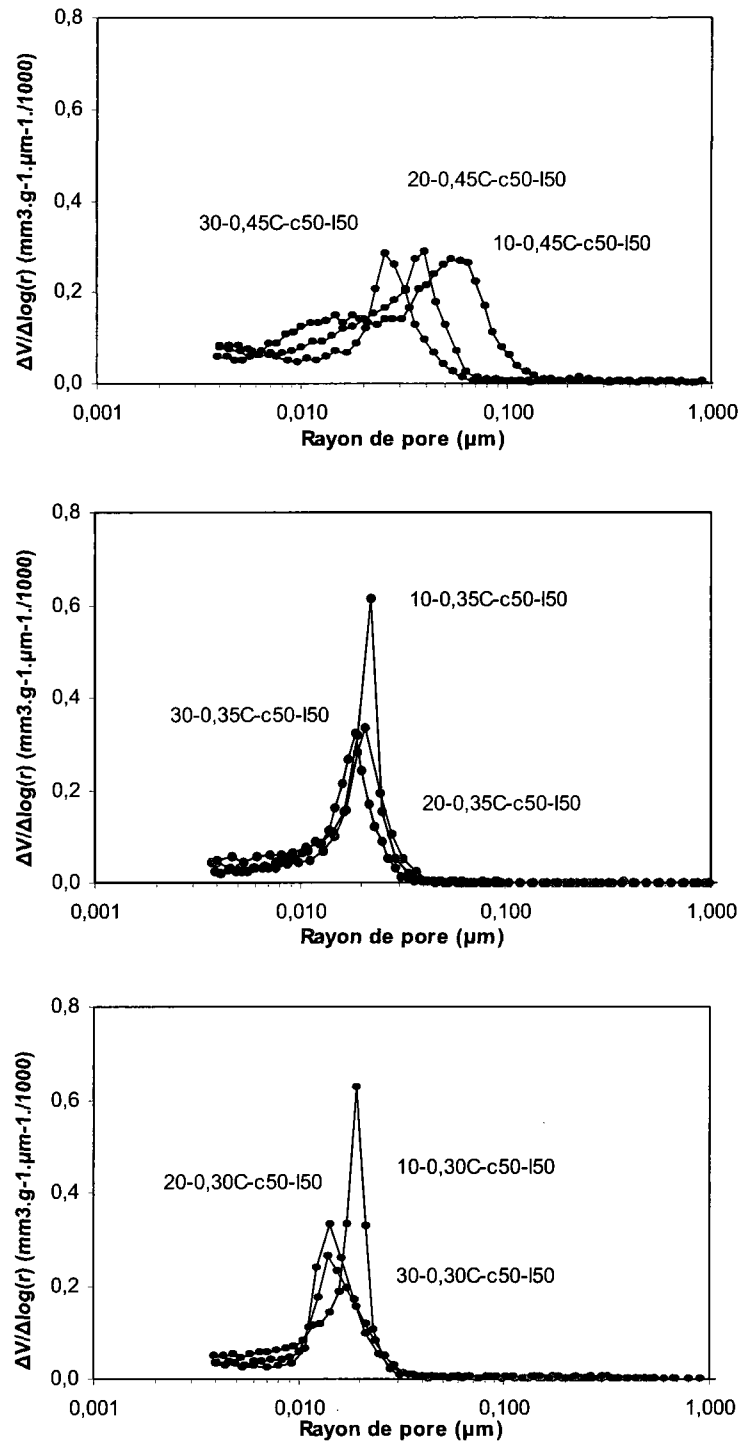 ΔV/Δlog(r) (mm3.g-1.µm-1./1000)
0,8
0,6
0,4
0,2
0,0
20-0,45C-c50-l50
30-0,45C-c50-l50
10-0,45C-c50-l50
0,001
0,010
0,100
1,000
Rayon de pore (µm)
ΔV/Δlog(r) (mm3.g-1.µm-1./1000)
0,8
0,6
0,4
0,2
0,0
10-0,35C-c50-l50
30-0,35C-c50-l50
20-0,35C-c50-l50
0,001
0,010
0,100
1,000
Rayon de pore (µm)
ΔV/Δlog(r) (mm3.g-1.µm-1./1000)
0,8
0,6
0,4
0,2
0,0
10-0,30C-c50-l50
20-0,30C-c50-l50
30-0,30C-c50-l50
0,001
0,010
0,100
1,000
Rayon de pore (µm)